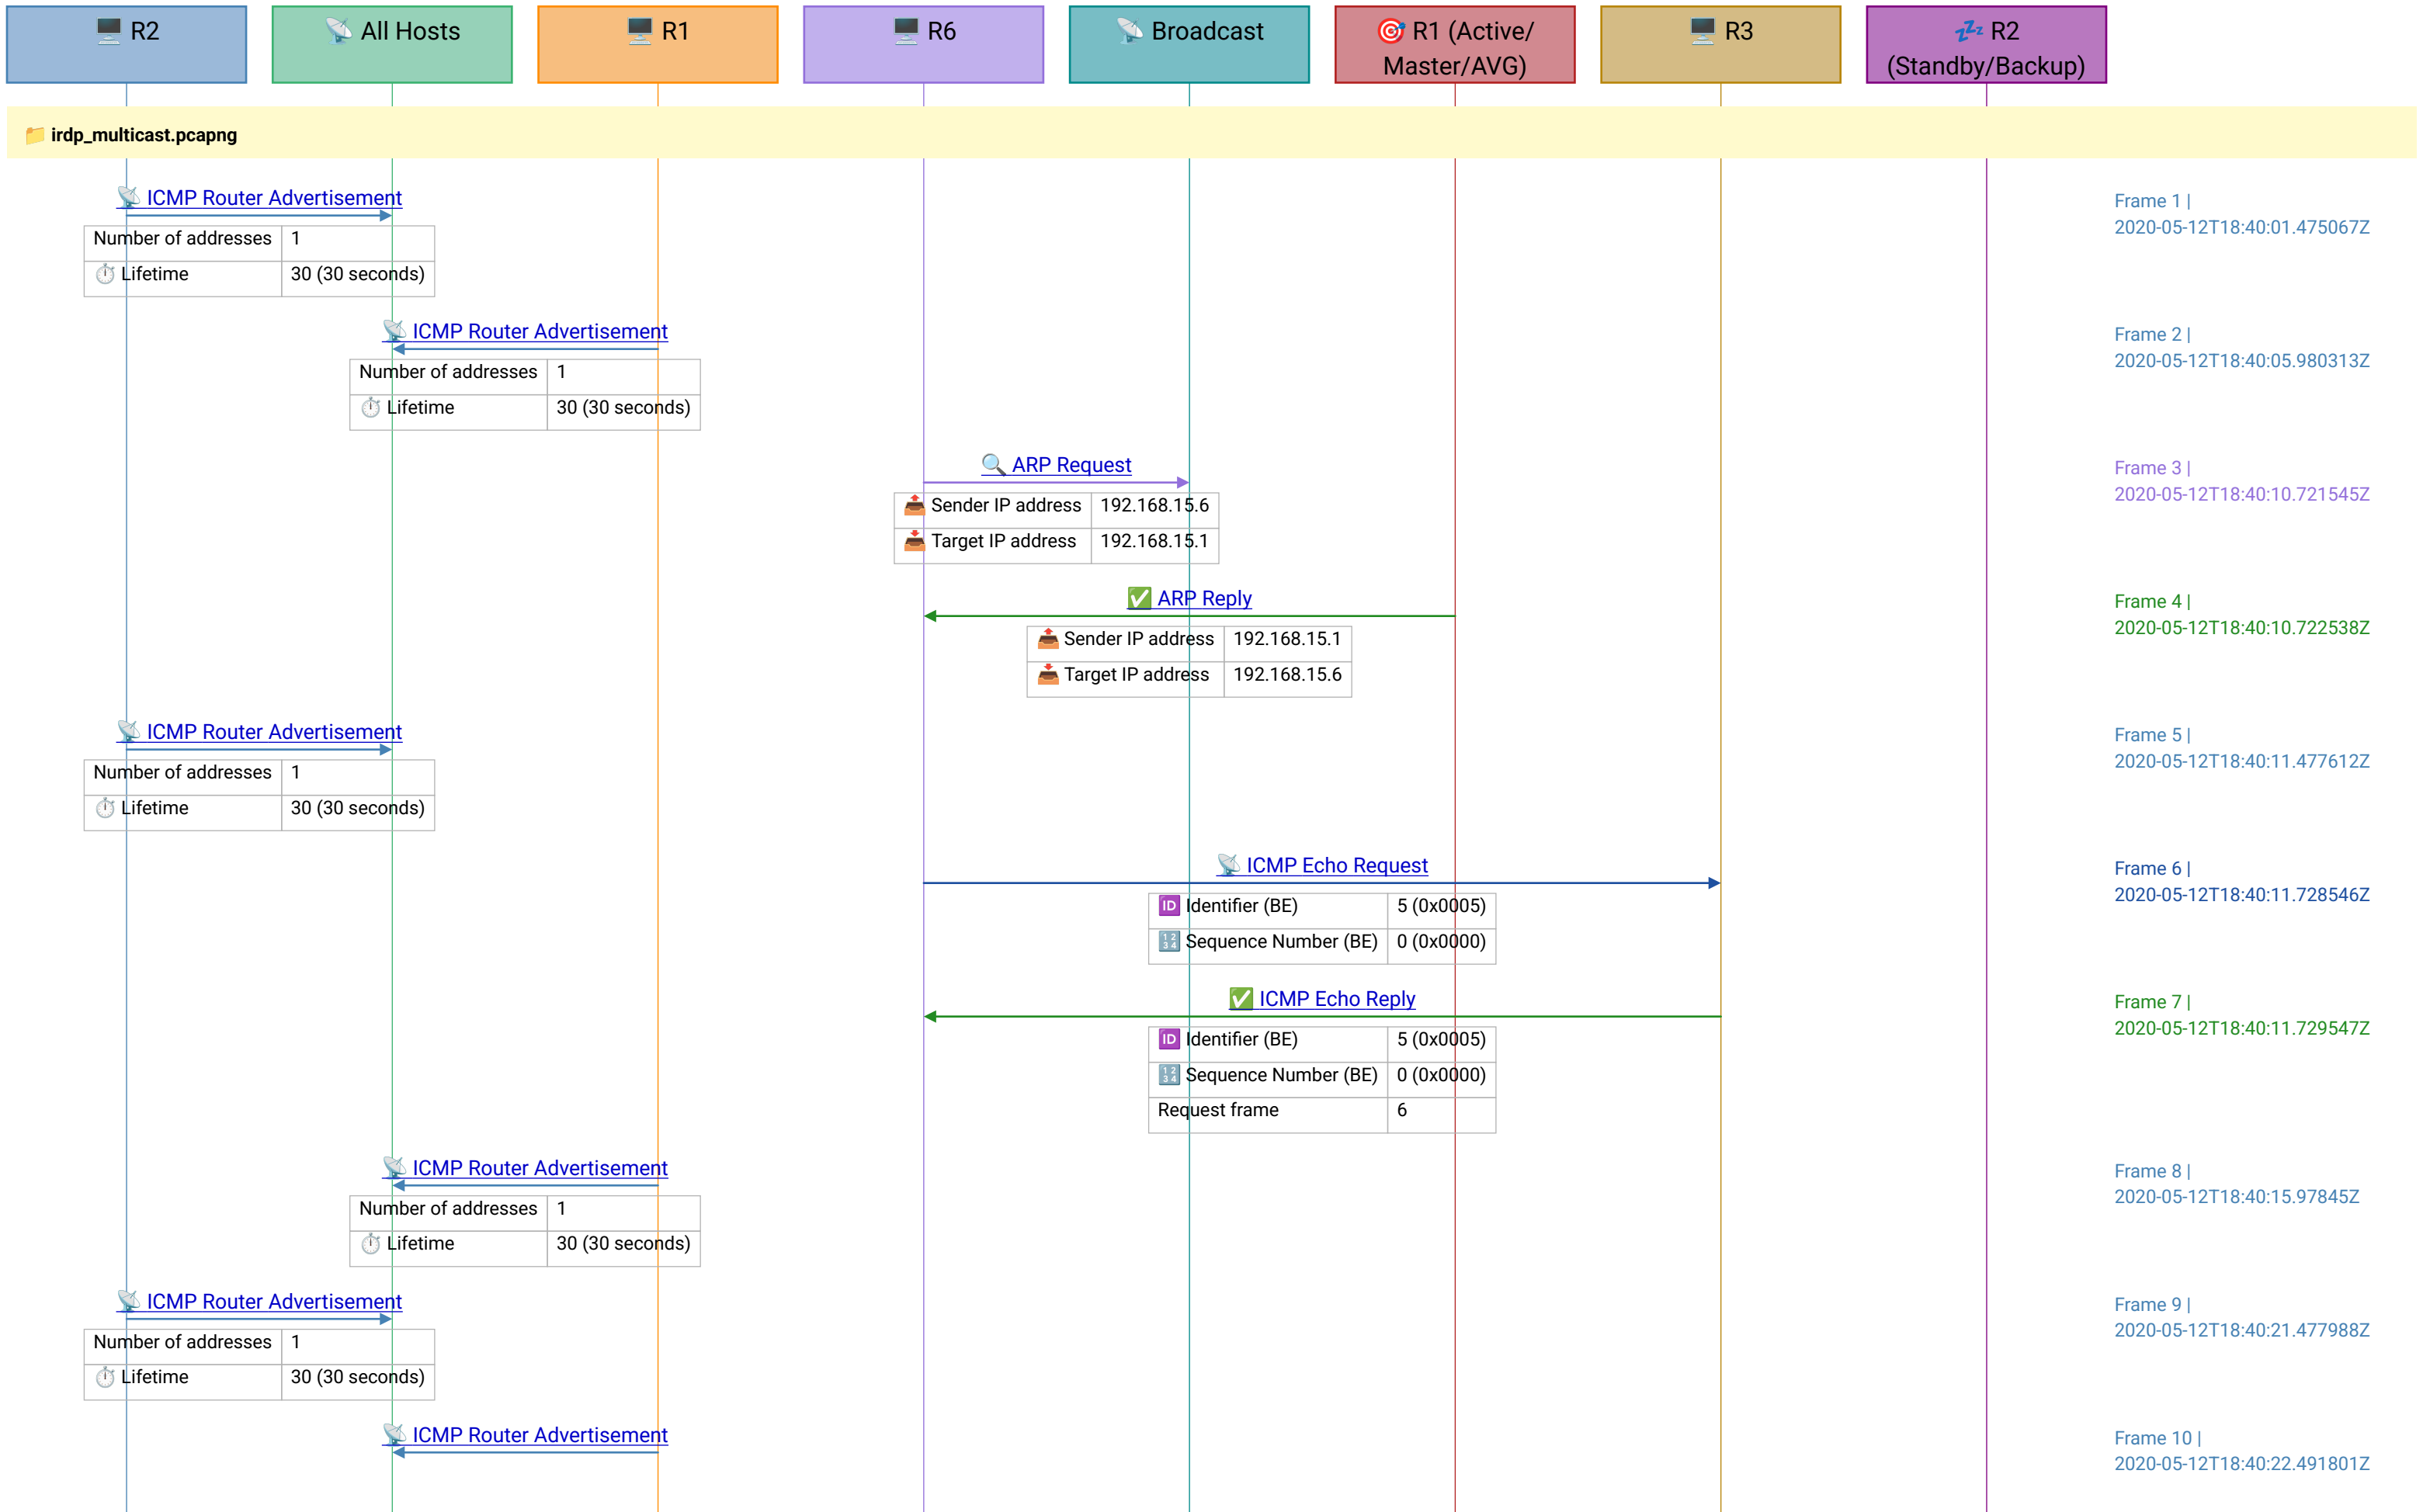 🖥️ R2
📡 All Hosts
🖥️ R1
🖥️ R6
📡 Broadcast
🎯 R1 (Active/
Master/AVG)
🖥️ R3
💤 R2
(Standby/Backup)
📁 irdp_multicast.pcapng
📡 ICMP Router Advertisement
Frame 1 |
2020-05-12T18:40:01.475067Z
Number of addresses 1
⏱️ Lifetime 30 (30 seconds)
📡 ICMP Router Advertisement
Frame 2 |
2020-05-12T18:40:05.980313Z
Number of addresses 1
⏱️ Lifetime 30 (30 seconds)
🔍 ARP Request
Frame 3 |
2020-05-12T18:40:10.721545Z
📤 Sender IP address 192.168.15.6
📥 Target IP address 192.168.15.1
✅ ARP Reply
Frame 4 |
2020-05-12T18:40:10.722538Z
📤 Sender IP address 192.168.15.1
📥 Target IP address 192.168.15.6
📡 ICMP Router Advertisement
Frame 5 |
2020-05-12T18:40:11.477612Z
Number of addresses 1
⏱️ Lifetime 30 (30 seconds)
📡 ICMP Echo Request
Frame 6 |
2020-05-12T18:40:11.728546Z
🆔 Identifier (BE) 5 (0x0005)
🔢 Sequence Number (BE) 0 (0x0000)
✅ ICMP Echo Reply
Frame 7 |
2020-05-12T18:40:11.729547Z
🆔 Identifier (BE) 5 (0x0005)
🔢 Sequence Number (BE) 0 (0x0000)
Request frame 6
📡 ICMP Router Advertisement
Frame 8 |
2020-05-12T18:40:15.97845Z
Number of addresses 1
⏱️ Lifetime 30 (30 seconds)
📡 ICMP Router Advertisement
Frame 9 |
2020-05-12T18:40:21.477988Z
Number of addresses 1
⏱️ Lifetime 30 (30 seconds)
📡 ICMP Router Advertisement
Frame 10 |
2020-05-12T18:40:22.491801Z